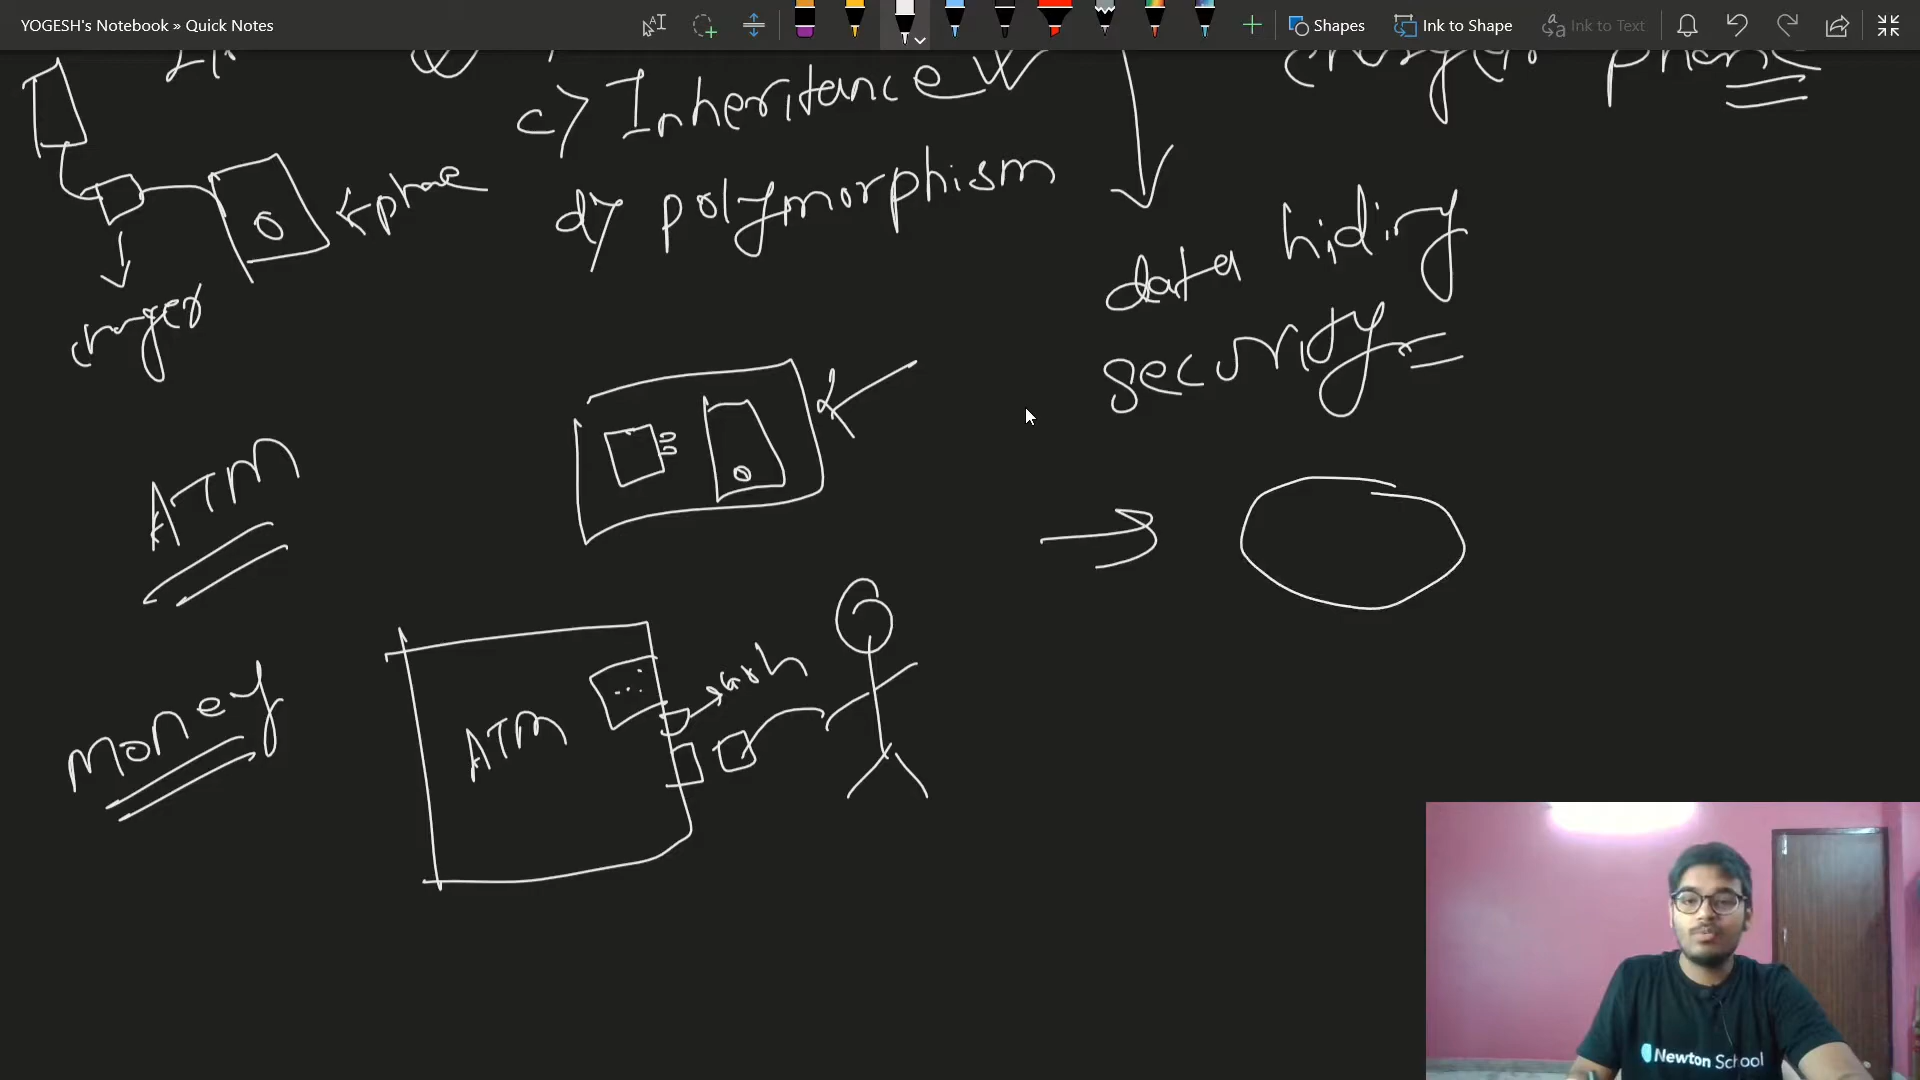 YOGESH's Notebook » Quick Notes
Shapes
Ink to Shape
Ink to Text
c) Inheritance
d) polymorphism
phone
data hiding
security
ATM
money
ATM
cash
Newton School